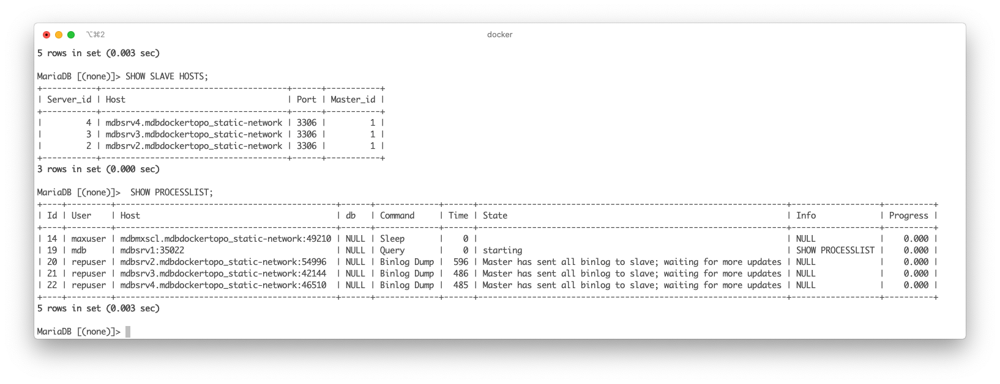 ⌥⌘2 docker
5 rows in set (0.003 sec)
MariaDB [(none)]> SHOW SLAVE HOSTS;
+-----------+--------------------------------------+------+-----------+
| Server_id | Host                                 | Port | Master_id |
+-----------+--------------------------------------+------+-----------+
|         4 | mdbsrv4.mdbdockertopo_static-network | 3306 |         1 |
|         3 | mdbsrv3.mdbdockertopo_static-network | 3306 |         1 |
|         2 | mdbsrv2.mdbdockertopo_static-network | 3306 |         1 |
+-----------+--------------------------------------+------+-----------+
3 rows in set (0.000 sec)
MariaDB [(none)]>  SHOW PROCESSLIST;
+----+---------+--------------------------------------------+------+-------------+------+---------------------------------------------------------------+------------------+----------+
| Id | User    | Host                                       | db   | Command     | Time | State                                                         | Info             | Progress |
+----+---------+--------------------------------------------+------+-------------+------+---------------------------------------------------------------+------------------+----------+
| 14 | maxuser | mdbmxscl.mdbdockertopo_static-network:49210 | NULL | Sleep       |    0 |                                                               | NULL             |    0.000 |
| 19 | mdb     | mdbsrv1:35022                              | NULL | Query       |    0 | starting                                                      | SHOW PROCESSLIST |    0.000 |
| 20 | repuser | mdbsrv2.mdbdockertopo_static-network:54996 | NULL | Binlog Dump |  596 | Master has sent all binlog to slave; waiting for more updates | NULL             |    0.000 |
| 21 | repuser | mdbsrv3.mdbdockertopo_static-network:42144 | NULL | Binlog Dump |  486 | Master has sent all binlog to slave; waiting for more updates | NULL             |    0.000 |
| 22 | repuser | mdbsrv4.mdbdockertopo_static-network:46510 | NULL | Binlog Dump |  485 | Master has sent all binlog to slave; waiting for more updates | NULL             |    0.000 |
+----+---------+--------------------------------------------+------+-------------+------+---------------------------------------------------------------+------------------+----------+
5 rows in set (0.003 sec)
MariaDB [(none)]>